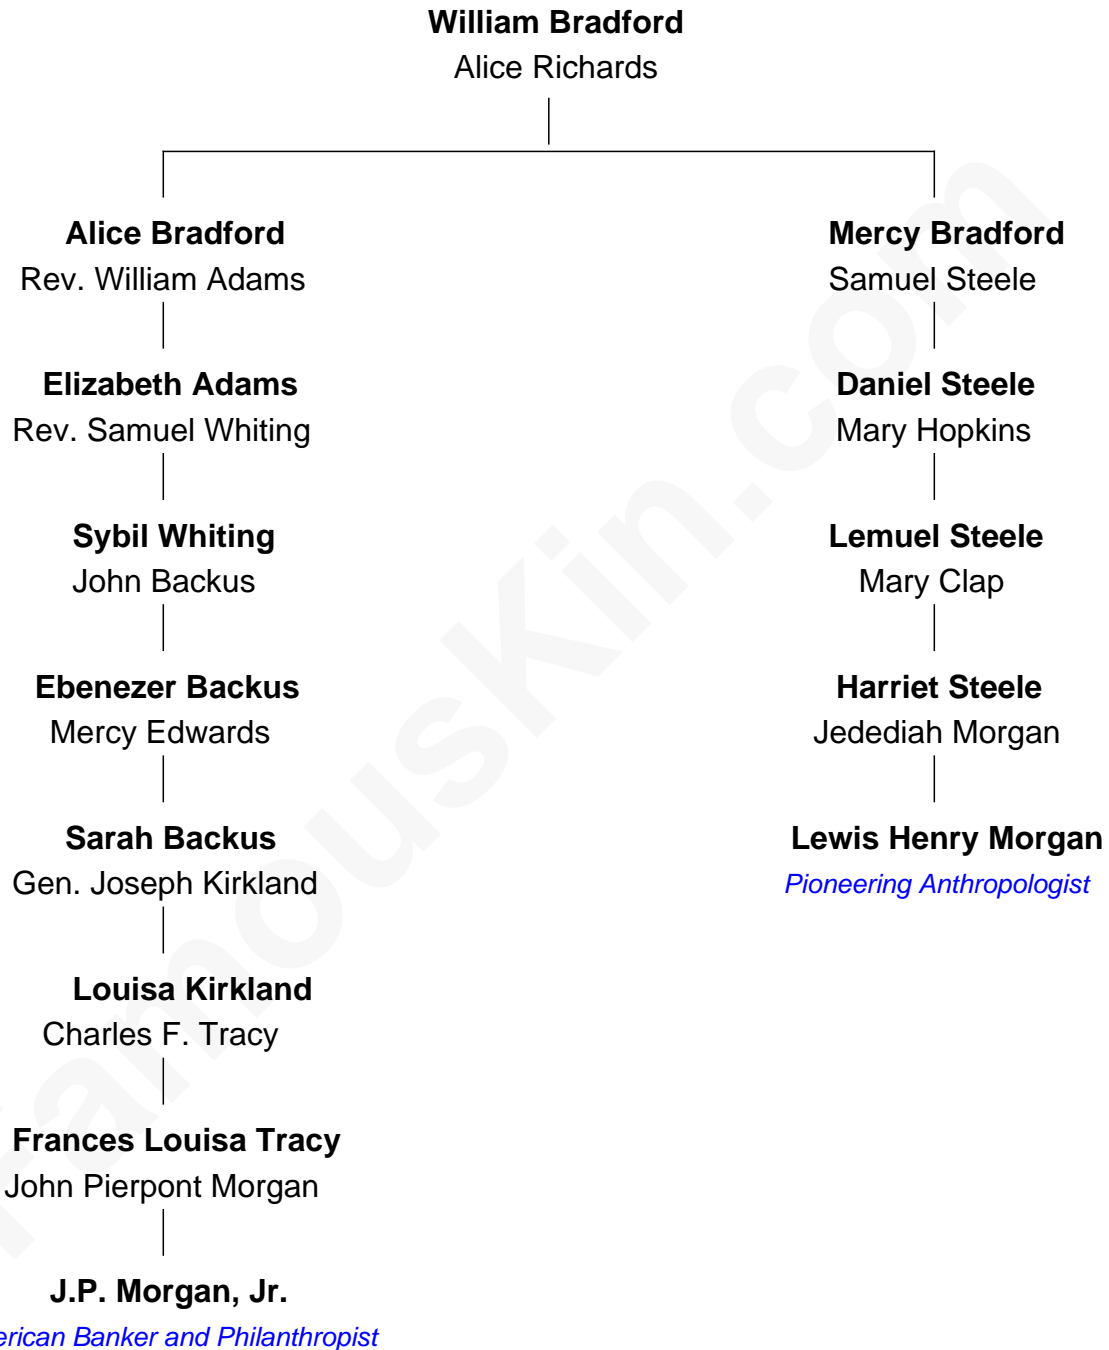 William Bradford
Alice Richards
Alice Bradford
Rev. William Adams
Mercy Bradford
Samuel Steele
Elizabeth Adams
Rev. Samuel Whiting
Daniel Steele
Mary Hopkins
Sybil Whiting
John Backus
Lemuel Steele
Mary Clap
Ebenezer Backus
Mercy Edwards
Harriet Steele
Jedediah Morgan
Sarah Backus
Gen. Joseph Kirkland
Lewis Henry Morgan
Pioneering Anthropologist
Louisa Kirkland
Charles F. Tracy
Frances Louisa Tracy
John Pierpont Morgan
J.P. Morgan, Jr.
erican Banker and Philanthropist
FamousKin.com